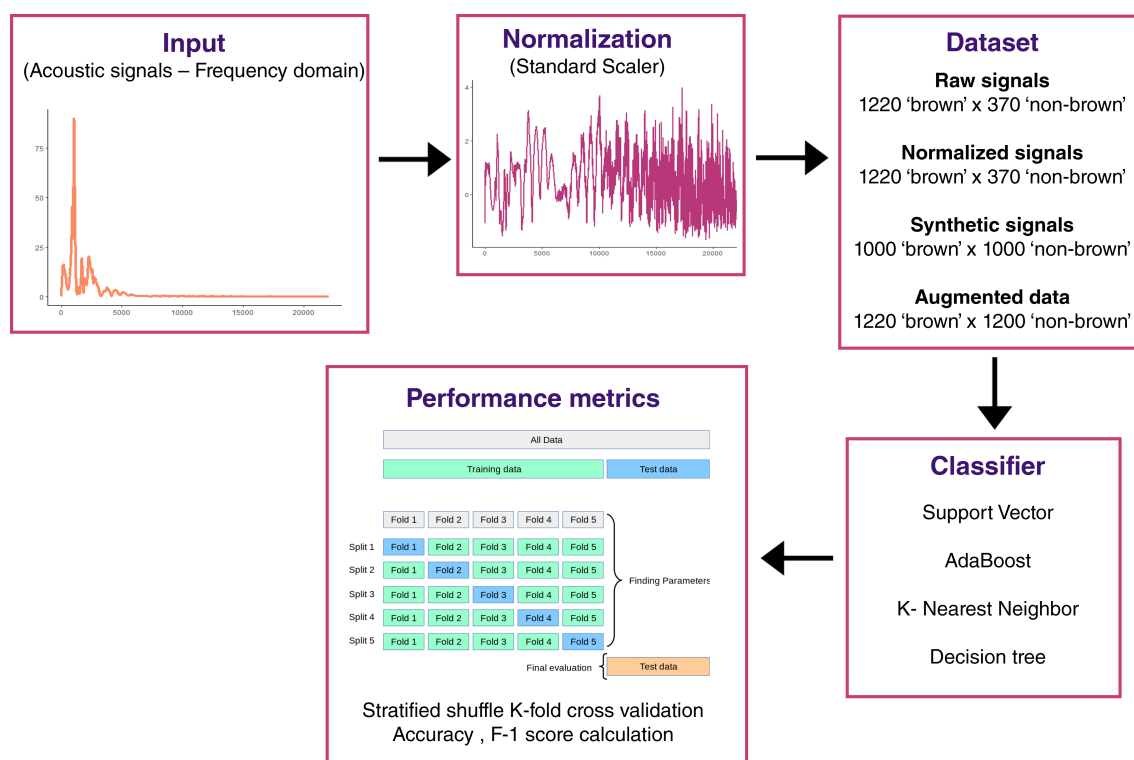 Input
(Acoustic signals – Frequency domain)
75
50
25
0
0 5000 10000 15000 20000
Normalization
(Standard Scaler)
4
2
0
0 5000 10000 15000 20000
Dataset
Raw signals
1220 ‘brown’ x 370 ‘non-brown’
Normalized signals
1220 ‘brown’ x 370 ‘non-brown’
Synthetic signals
1000 ‘brown’ x 1000 ‘non-brown’
Augmented data
1220 ‘brown’ x 1200 ‘non-brown’
Classifier
Support Vector
AdaBoost
K- Nearest Neighbor
Decision tree
Performance metrics
All Data
Training data Test data
Fold 1 Fold 2 Fold 3 Fold 4 Fold 5
Split 1 Fold 1 Fold 2 Fold 3 Fold 4 Fold 5
Split 2 Fold 1 Fold 2 Fold 3 Fold 4 Fold 5
Finding Parameters
Split 3 Fold 1 Fold 2 Fold 3 Fold 4 Fold 5
Split 4 Fold 1 Fold 2 Fold 3 Fold 4 Fold 5
Split 5 Fold 1 Fold 2 Fold 3 Fold 4 Fold 5
Final evaluation Test data
Stratified shuffle K-fold cross validation
Accuracy , F-1 score calculation